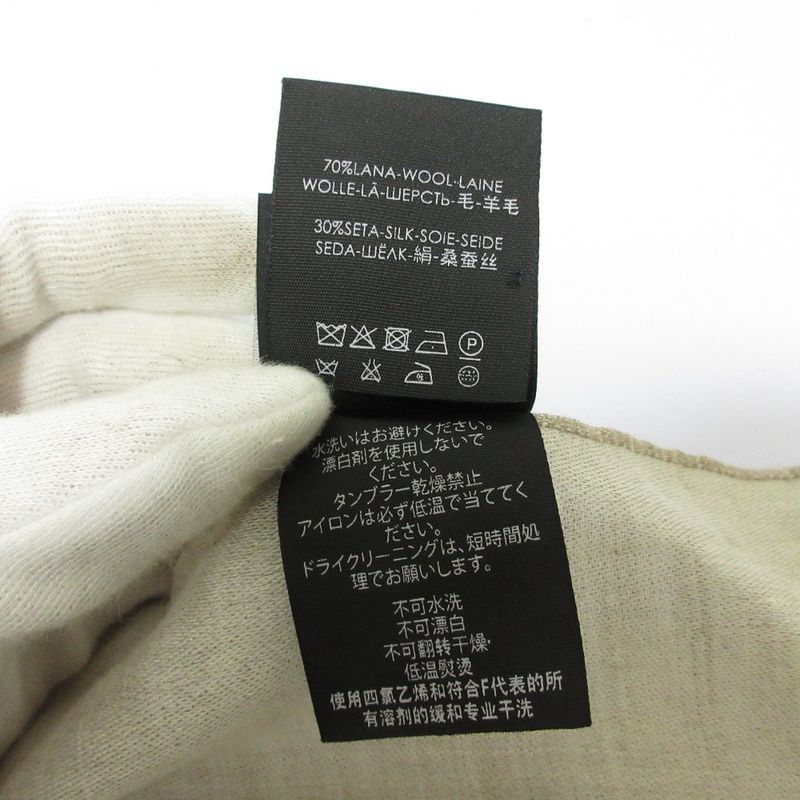 70%LANA-WOOL-LAINE
WOLLE-LÃ-ШЕРСТЬ-毛-羊毛
30%SETA-SILK-SOIE-SEIDE
SEDA-ШЁЛК-絹-桑蚕丝
P
水洗いはお避けください。
漂白剤を使用しないで
ください。
タンブラー乾燥禁止
アイロンは必ず低温で当ててく
ださい。
ドライクリーニングは、短時間処
理でお願いします。
不可水洗
不可漂白
不可翻转干燥
低温熨烫
使用四氯乙烯和符合F代表的所
有溶剂的缓和专业干洗